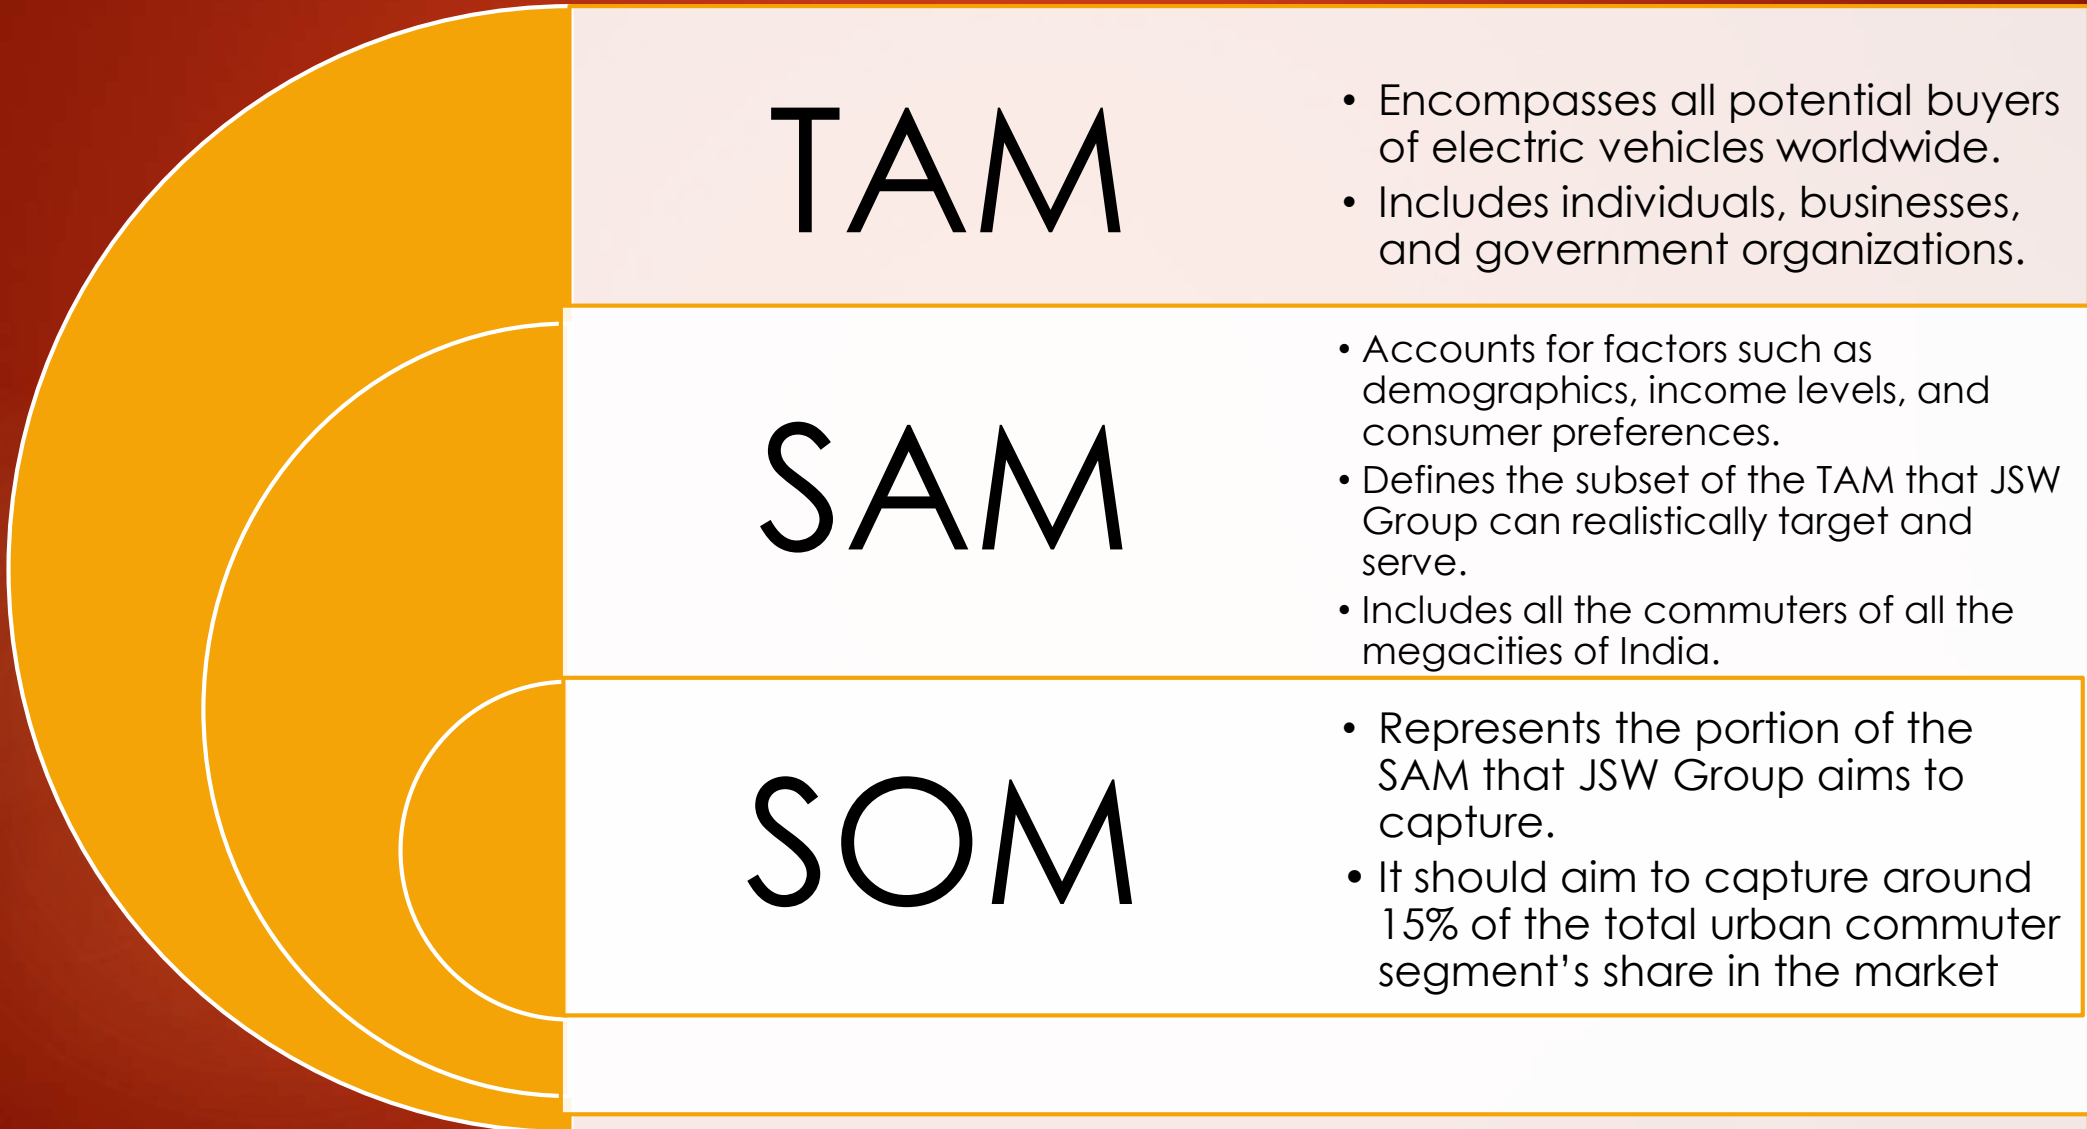 TAM
• Encompasses all potential buyers
of electric vehicles worldwide.
• Includes individuals, businesses,
and government organizations.
SAM
• Accounts for factors such as
demographics, income levels, and
consumer preferences.
• Defines the subset of the TAM that JSW
Group can realistically target and
serve.
• Includes all the commuters of all the
megacities of India.
SOM
• Represents the portion of the
SAM that JSW Group aims to
capture.
• It should aim to capture around
15% of the total urban commuter
segment’s share in the market